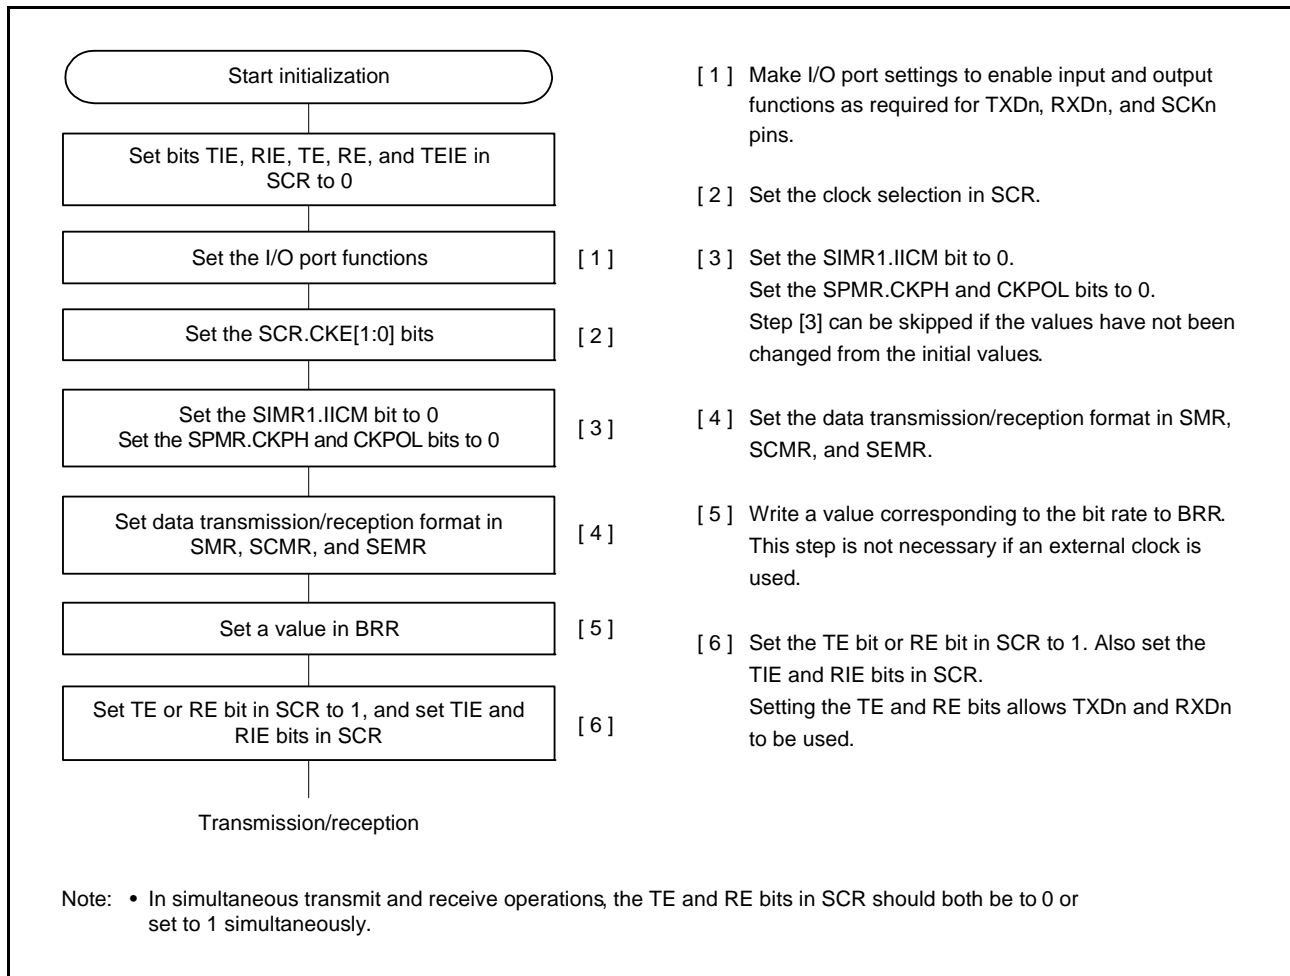 Start initialization
Set bits TIE, RIE, TE, RE, and TEIE in
SCR to 0
Set the I/O port functions
[ 1 ]
Set the SCR.CKE[1:0] bits
[ 2 ]
Set the SIMR1.IICM bit to 0
Set the SPMR.CKPH and CKPOL bits to 0
[ 3 ]
Set data transmission/reception format in
SMR, SCMR, and SEMR
[ 4 ]
Set a value in BRR
[ 5 ]
Set TE or RE bit in SCR to 1, and set TIE and
RIE bits in SCR
[ 6 ]
Transmission/reception
[ 1 ] Make I/O port settings to enable input and output
functions as required for TXDn, RXDn, and SCKn
pins.
[ 2 ] Set the clock selection in SCR.
[ 3 ] Set the SIMR1.IICM bit to 0.
Set the SPMR.CKPH and CKPOL bits to 0.
Step [3] can be skipped if the values have not been
changed from the initial values.
[ 4 ] Set the data transmission/reception format in SMR,
SCMR, and SEMR.
[ 5 ] Write a value corresponding to the bit rate to BRR.
This step is not necessary if an external clock is
used.
[ 6 ] Set the TE bit or RE bit in SCR to 1. Also set the
TIE and RIE bits in SCR.
Setting the TE and RE bits allows TXDn and RXDn
to be used.
Note: • In simultaneous transmit and receive operations, the TE and RE bits in SCR should both be to 0 or
set to 1 simultaneously.